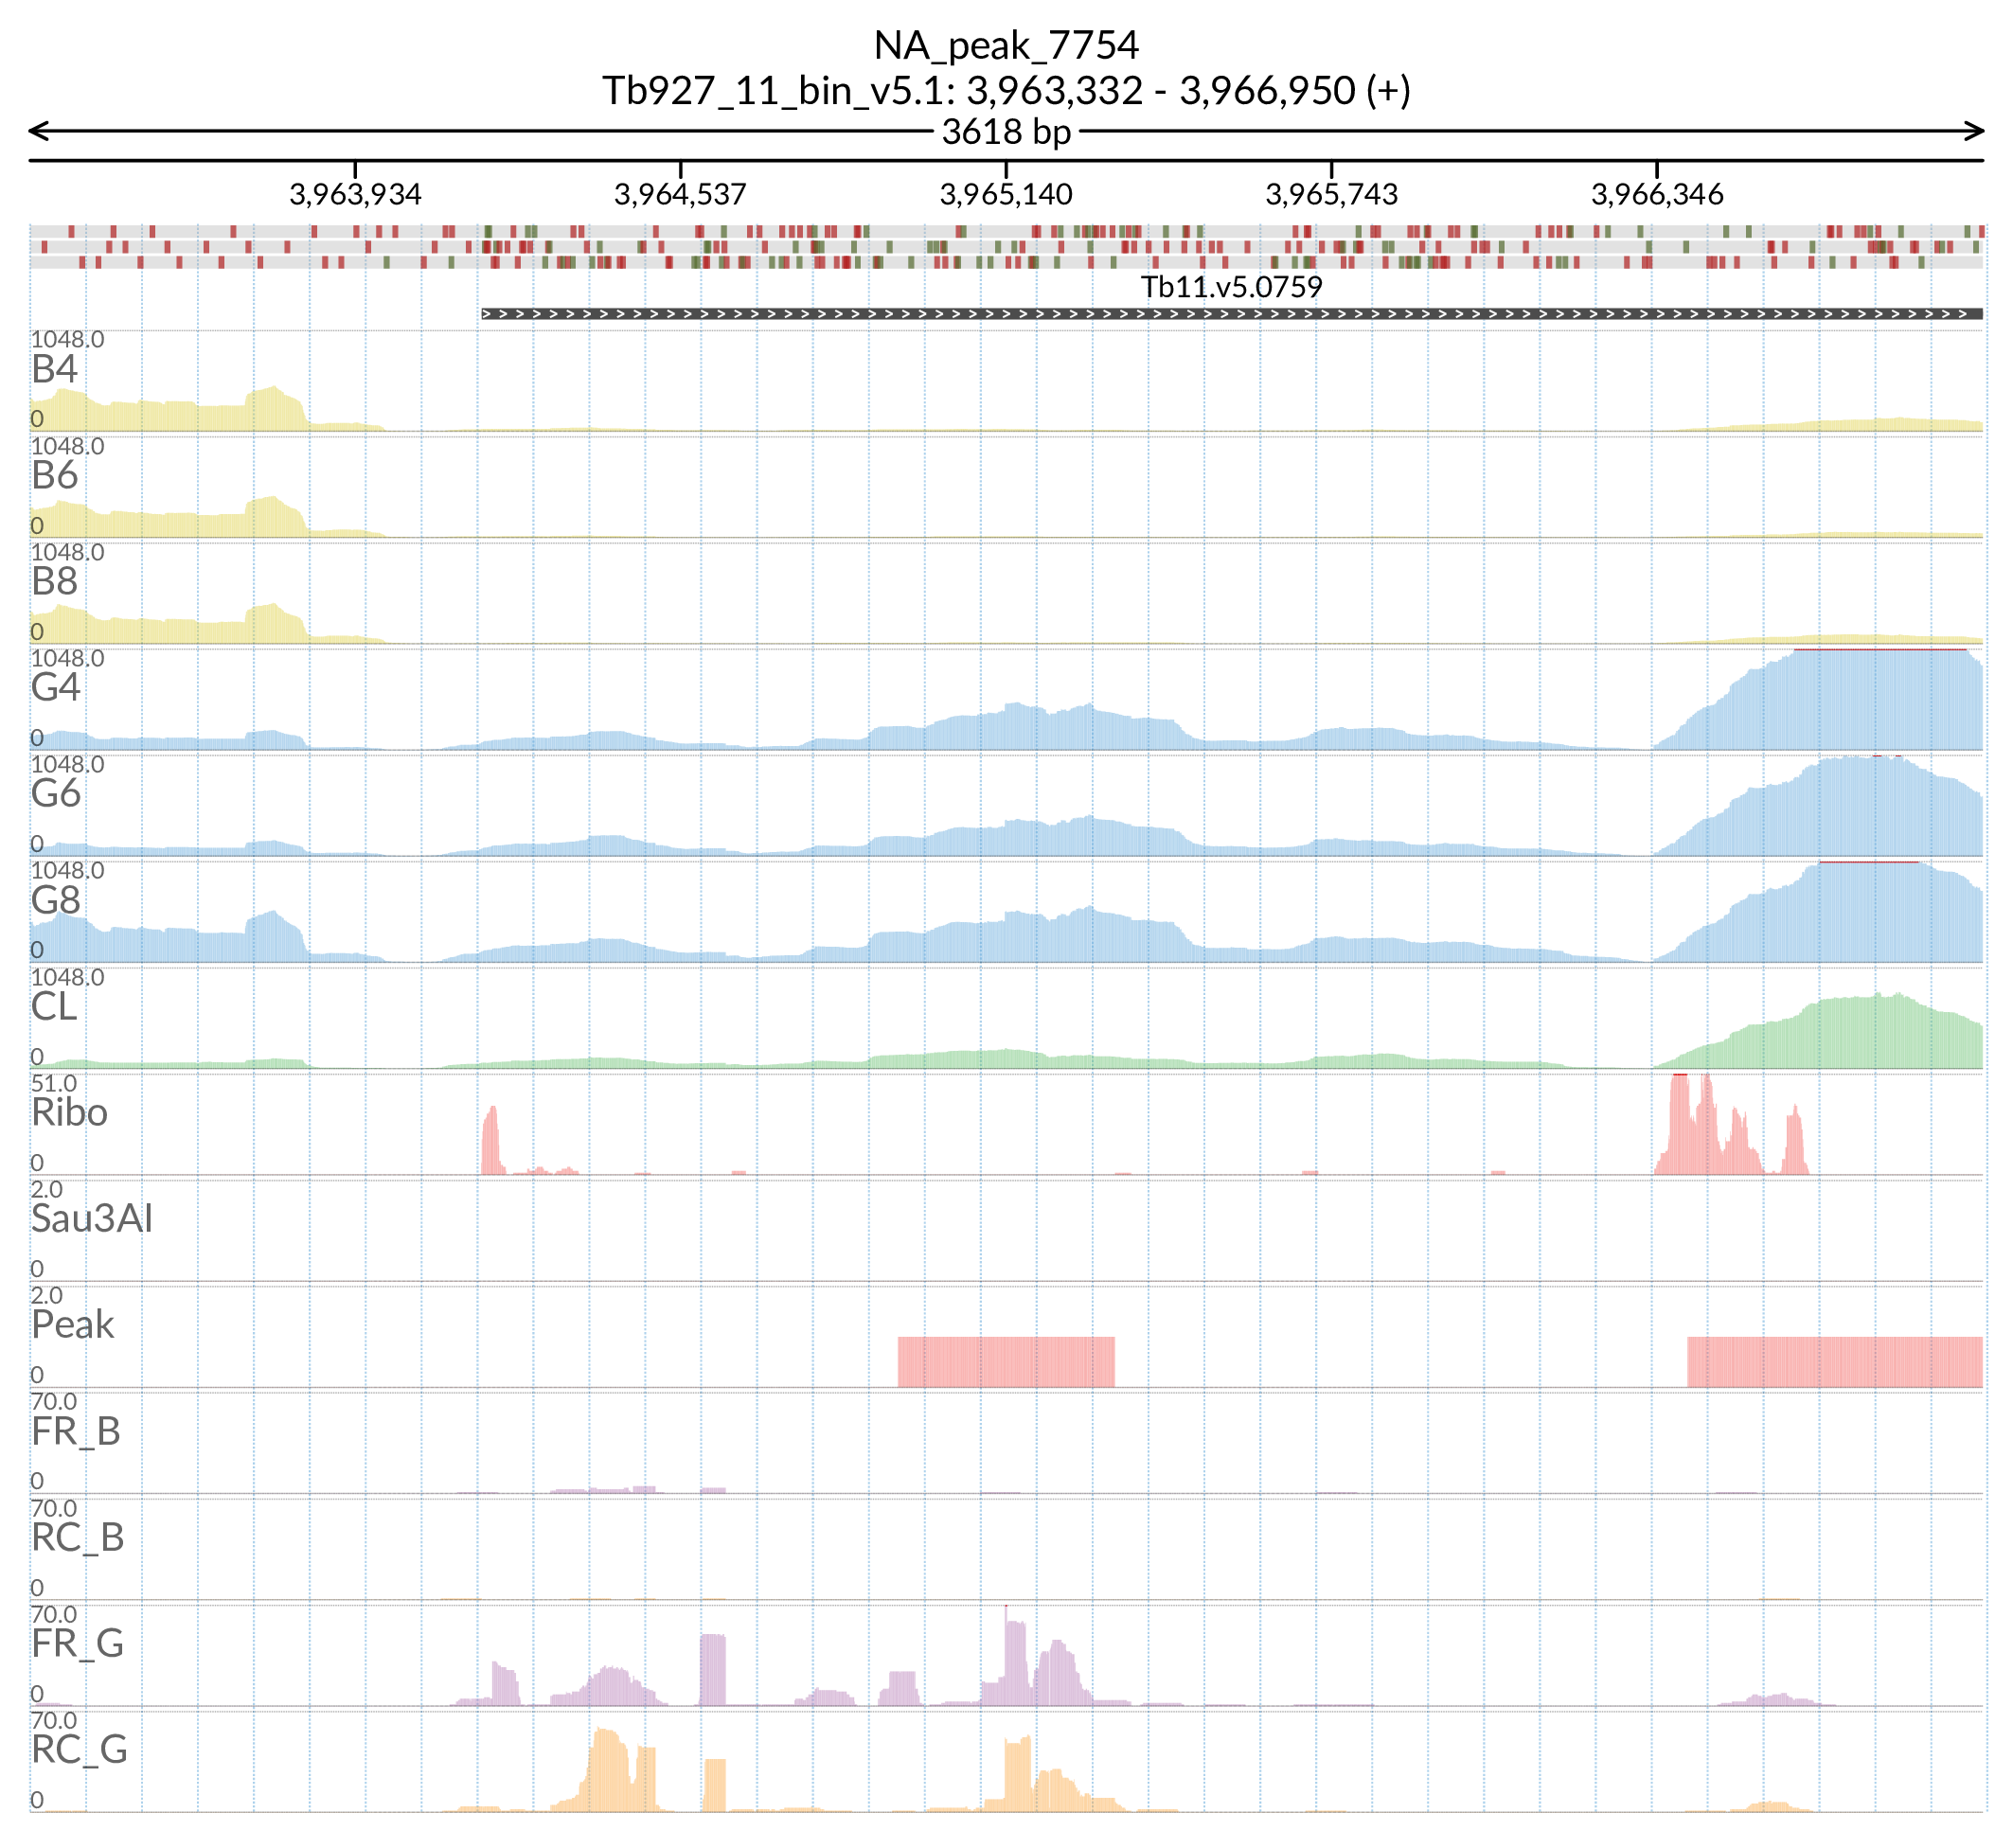 NA_peak_7754
Tb927_11_bin_v5.1: 3,963,332 - 3,966,950 (+)
3618 bp
3,963,934 3,964,537 3,965,140 3,965,743 3,966,346
Tb11.v5.0759
1048.0
B4
0
1048.0
B6
0
1048.0
B8
0
1048.0
G4
0
1048.0
G6
0
1048.0
G8
0
1048.0
CL
0
51.0
Ribo
0
2.0
Sau3AI
0
2.0
Peak
0
70.0
FR_B
0
70.0
RC_B
0
70.0
FR_G
0
70.0
RC_G
0